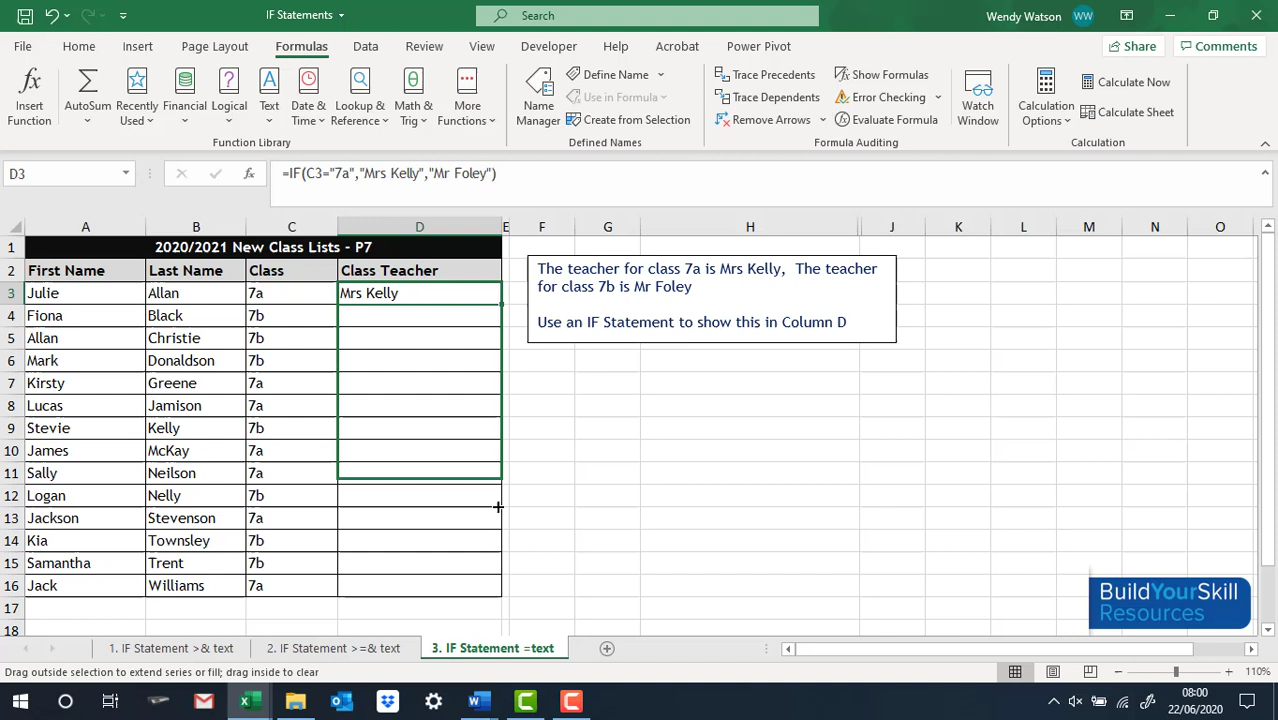 IF Statements
Search
Wendy Watson WW
File Home Insert Page Layout Formulas Data Review View Developer Help Acrobat Power Pivot Share Comments
Insert Function
AutoSum
Recently Used
Financial
Logical
Text
Date & Time
Lookup & Reference
Math & Trig
More Functions
Function Library
Name Manager
Define Name
Use in Formula
Create from Selection
Defined Names
Trace Precedents
Trace Dependents
Remove Arrows
Show Formulas
Error Checking
Evaluate Formula
Formula Auditing
Watch Window
Calculation Options
Calculate Now
Calculate Sheet
Calculation
D3 fx =IF(C3="7a","Mrs Kelly","Mr Foley")
A B C D E F G H J K L M N O
1 2020/2021 New Class Lists - P7
2 First Name Last Name Class Class Teacher
3 Julie Allan 7a Mrs Kelly
4 Fiona Black 7b
5 Allan Christie 7b
6 Mark Donaldson 7b
7 Kirsty Greene 7a
8 Lucas Jamison 7a
9 Stevie Kelly 7b
10 James McKay 7a
11 Sally Neilson 7a
12 Logan Nelly 7b
13 Jackson Stevenson 7a
14 Kia Townsley 7b
15 Samantha Trent 7b
16 Jack Williams 7a
17
18
The teacher for class 7a is Mrs Kelly, The teacher
for class 7b is Mr Foley
Use an IF Statement to show this in Column D
BuildYourSkill
Resources
1. IF Statement >& text 2. IF Statement >=& text 3. IF Statement =text
Drag outside selection to extend series or fill; drag inside to clear
110%
08:00
22/06/2020